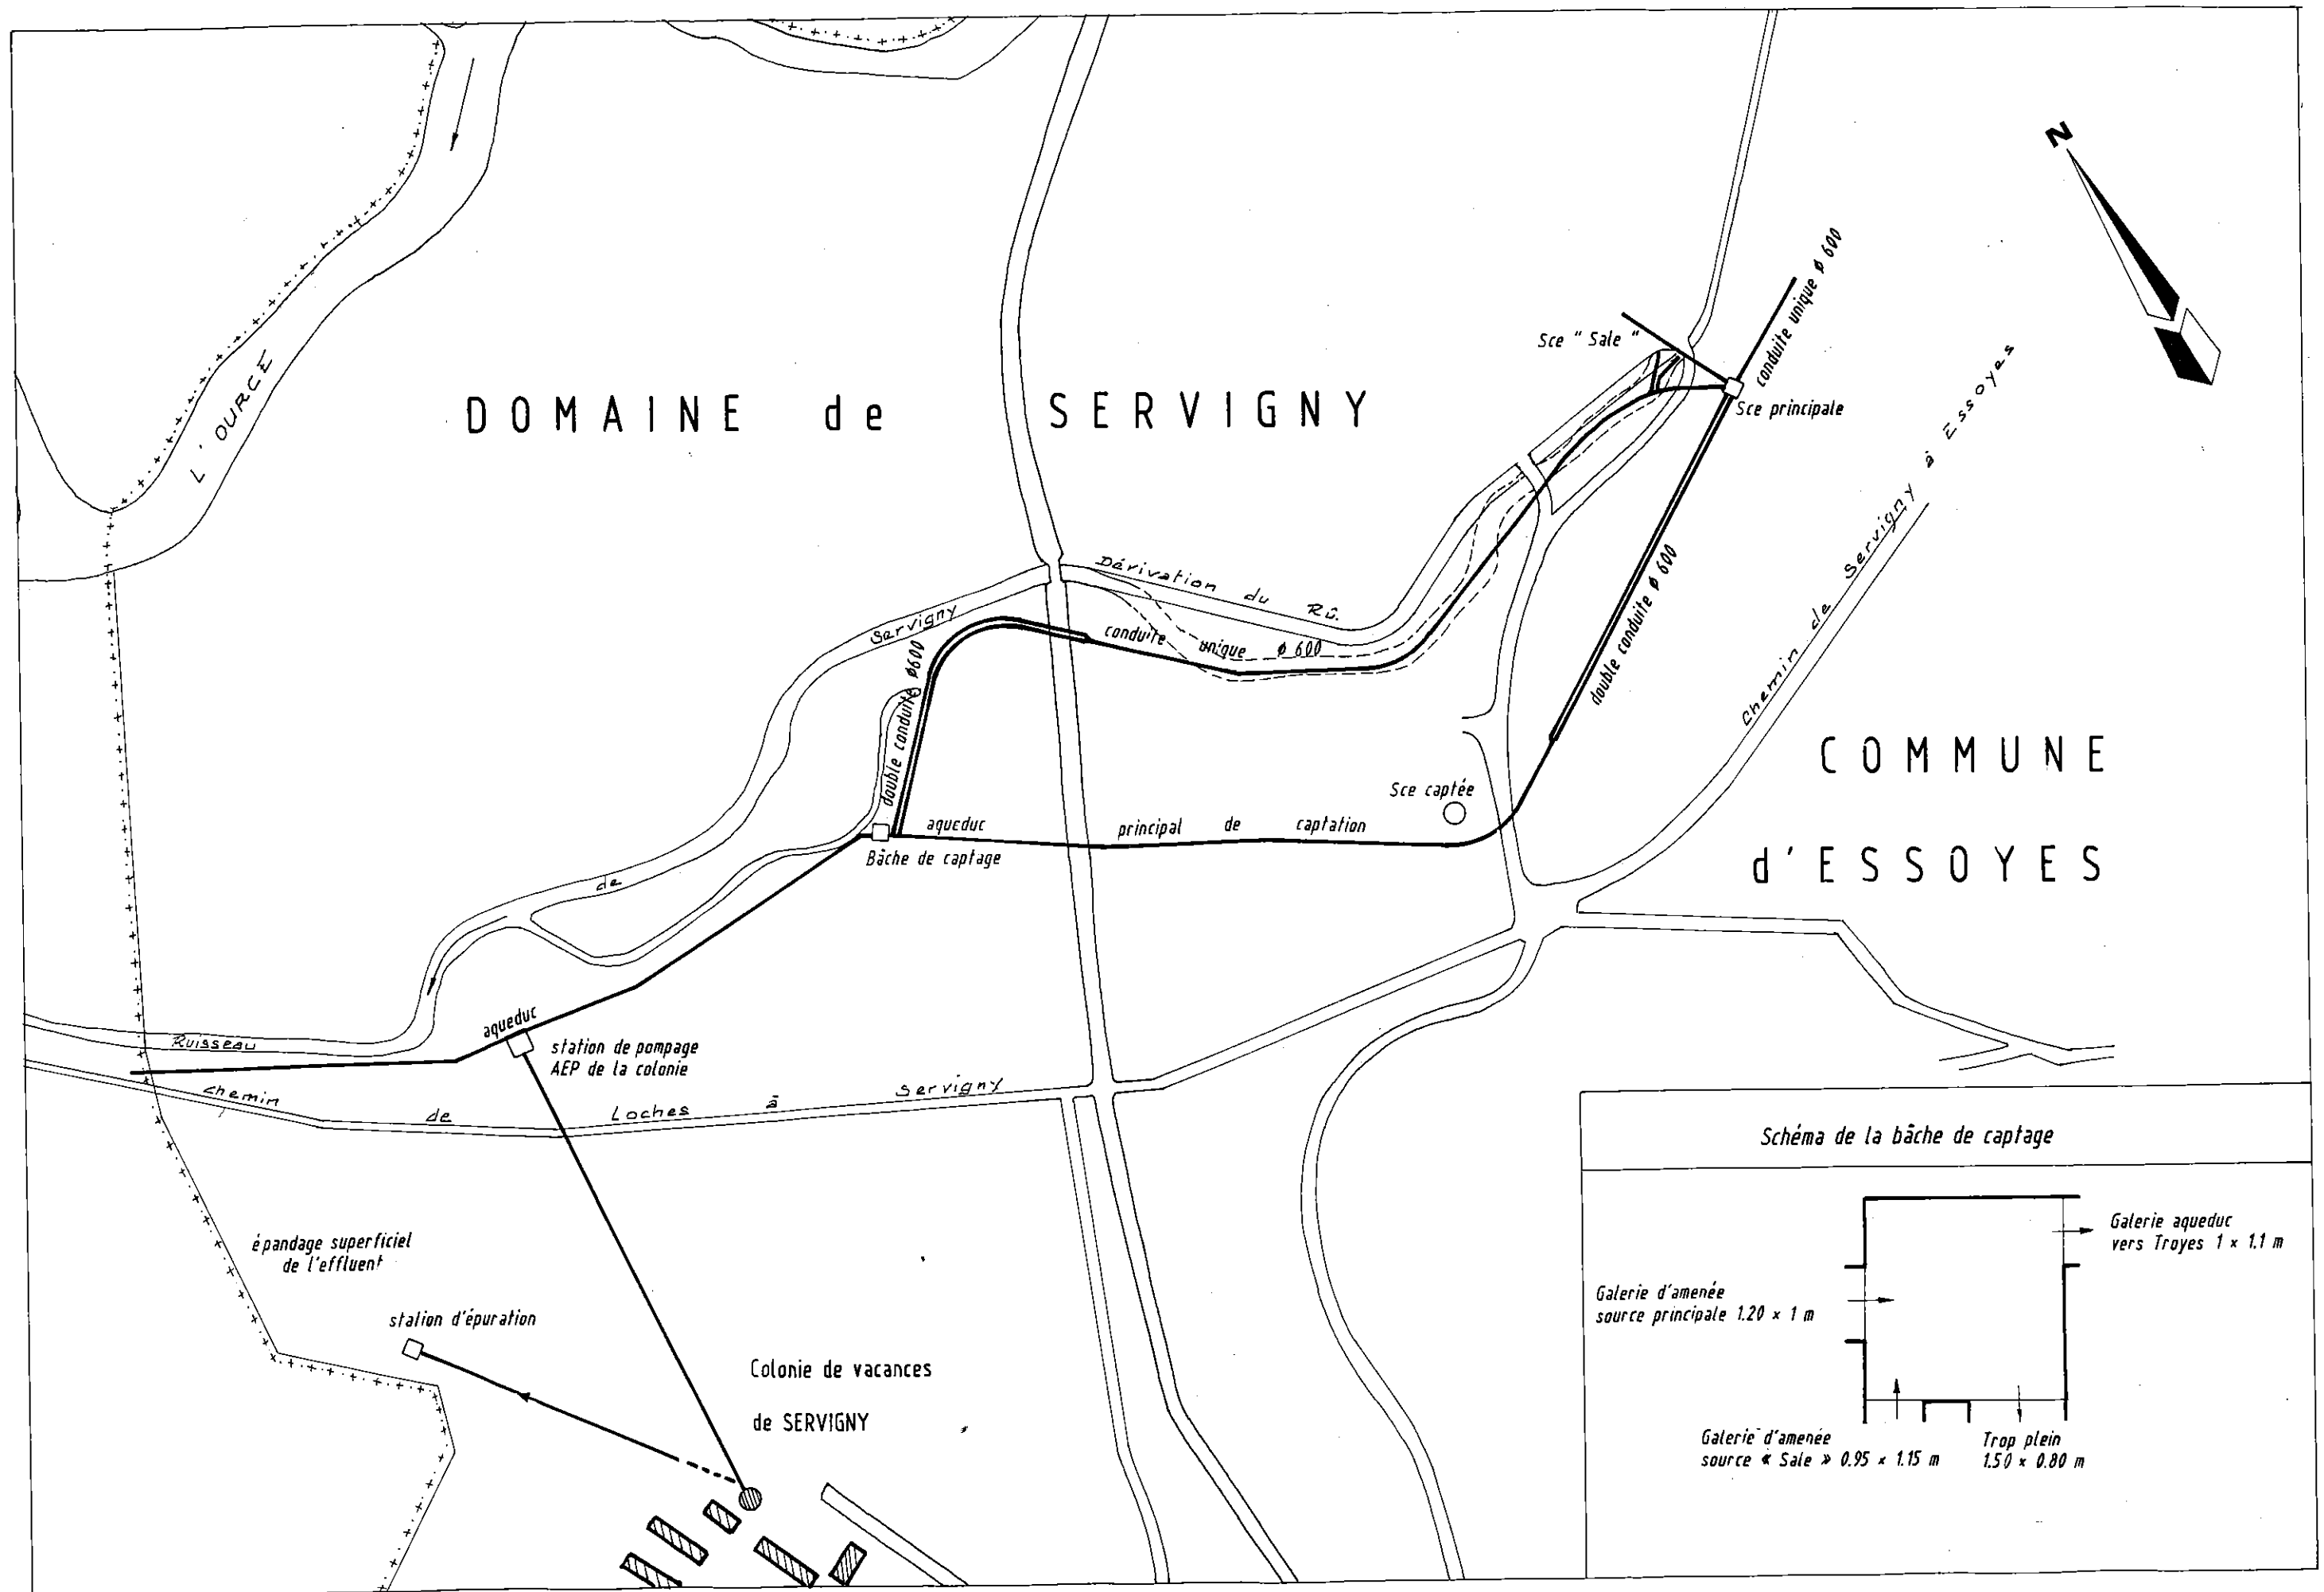 N
conduite unique ø 600
Sce " Sale "
Sce principale
L'OURCE
DOMAINE de SERVIGNY
Chemin de Servigny à Essoyes
Dérivation du Rû.
double conduite ø 600
Servigny
conduite unique ø 600
double conduite ø600
COMMUNE
d'ESSOYES
Sce captée
aqueduc principal de captation
Bâche de captage
de
aqueduc
Ruisseau
station de pompage
AEP de la colonie
chemin de Loches à Servigny
Schéma de la bâche de captage
Galerie aqueduc
vers Troyes 1 × 1.1 m
épandage superficiel
de l'effluent
Galerie d'amenée
source principale 1.20 × 1 m
station d'épuration
Colonie de vacances
de SERVIGNY
Galerie d'amenée
source « Sale » 0.95 × 1.15 m
Trop plein
1.50 × 0.80 m